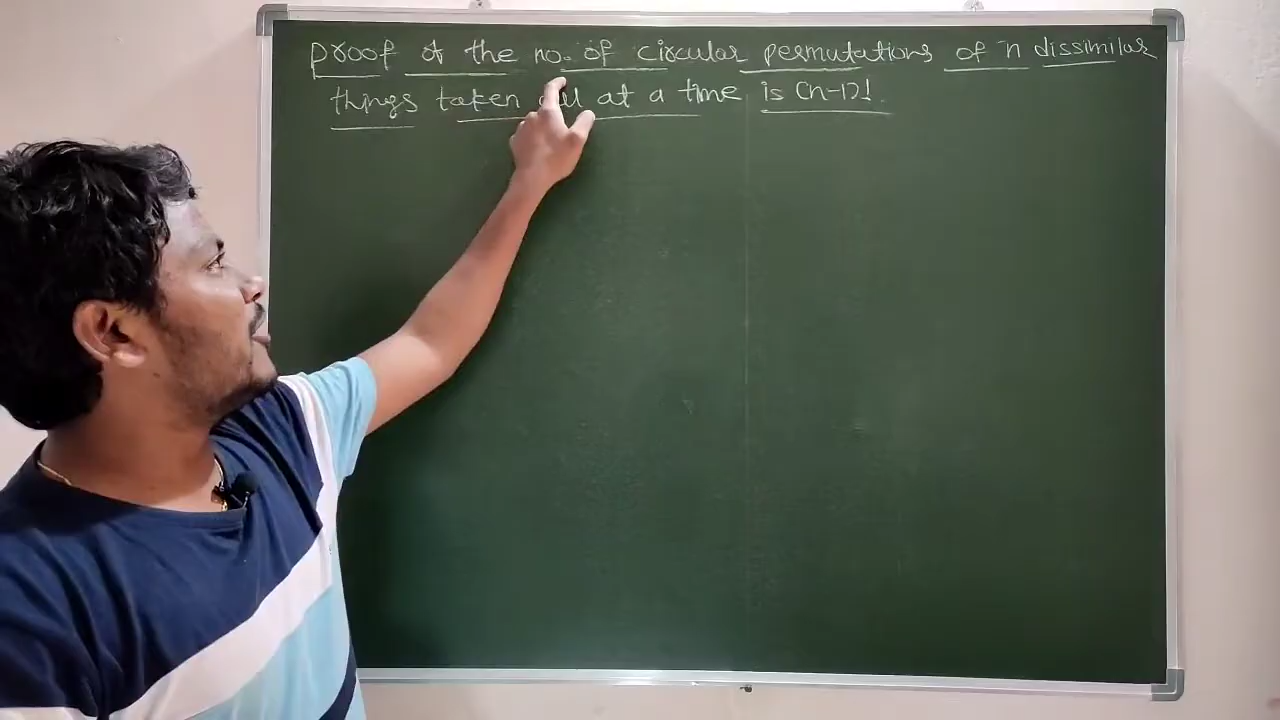 proof of the no. of circular permutations of n dissimilar
things taken all at a time is (n-1)!.